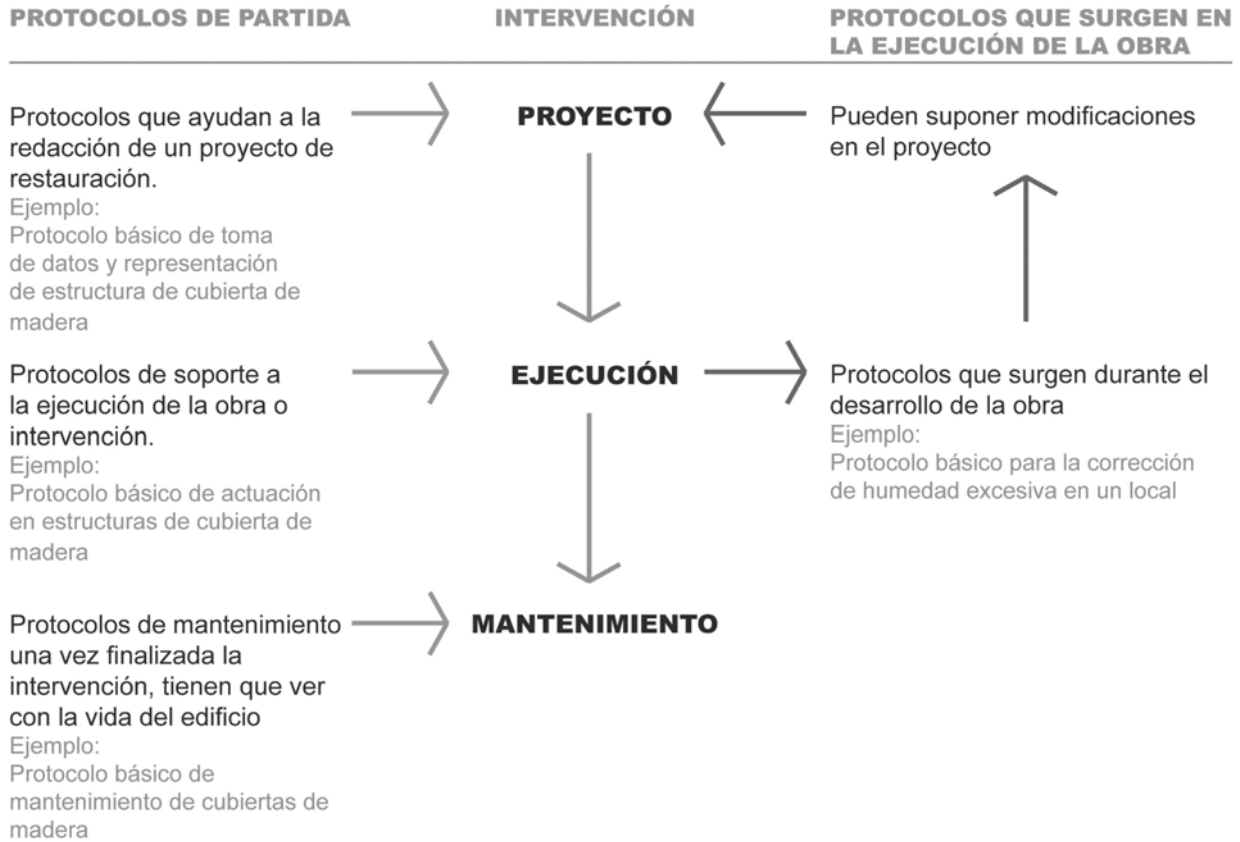 PROTOCOLOS DE PARTIDA
INTERVENCIÓN
PROTOCOLOS QUE SURGEN EN
LA EJECUCIÓN DE LA OBRA
Protocolos que ayudan a la
redacción de un proyecto de
restauración.
Ejemplo:
Protocolo básico de toma
de datos y representación
de estructura de cubierta de
madera
PROYECTO
Pueden suponer modificaciones
en el proyecto
Protocolos de soporte a
la ejecución de la obra o
intervención.
Ejemplo:
Protocolo básico de actuación
en estructuras de cubierta de
madera
EJECUCIÓN
Protocolos que surgen durante el
desarrollo de la obra
Ejemplo:
Protocolo básico para la corrección
de humedad excesiva en un local
Protocolos de mantenimiento
una vez finalizada la
intervención, tienen que ver
con la vida del edificio
Ejemplo:
Protocolo básico de
mantenimiento de cubiertas de
madera
MANTENIMIENTO